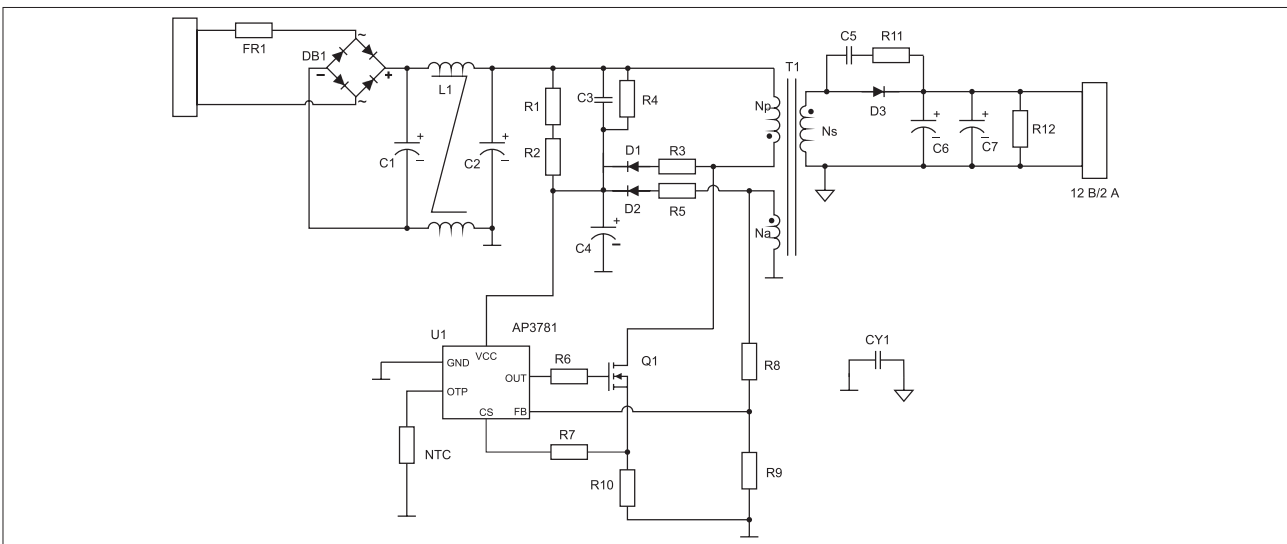 FR1
DB1
~
−
+
~
L1
C1
+
−
C2
+
−
R1
R2
C3
R4
D1
R3
D2
R5
C4
+
−
T1
Np
Ns
Na
C5
R11
D3
+
−
C6
+
−
C7
R12
12 В/2 А
U1
AP3781
VCC
GND
OTP
OUT
CS
FB
R6
Q1
R7
R8
R9
R10
NTC
CY1